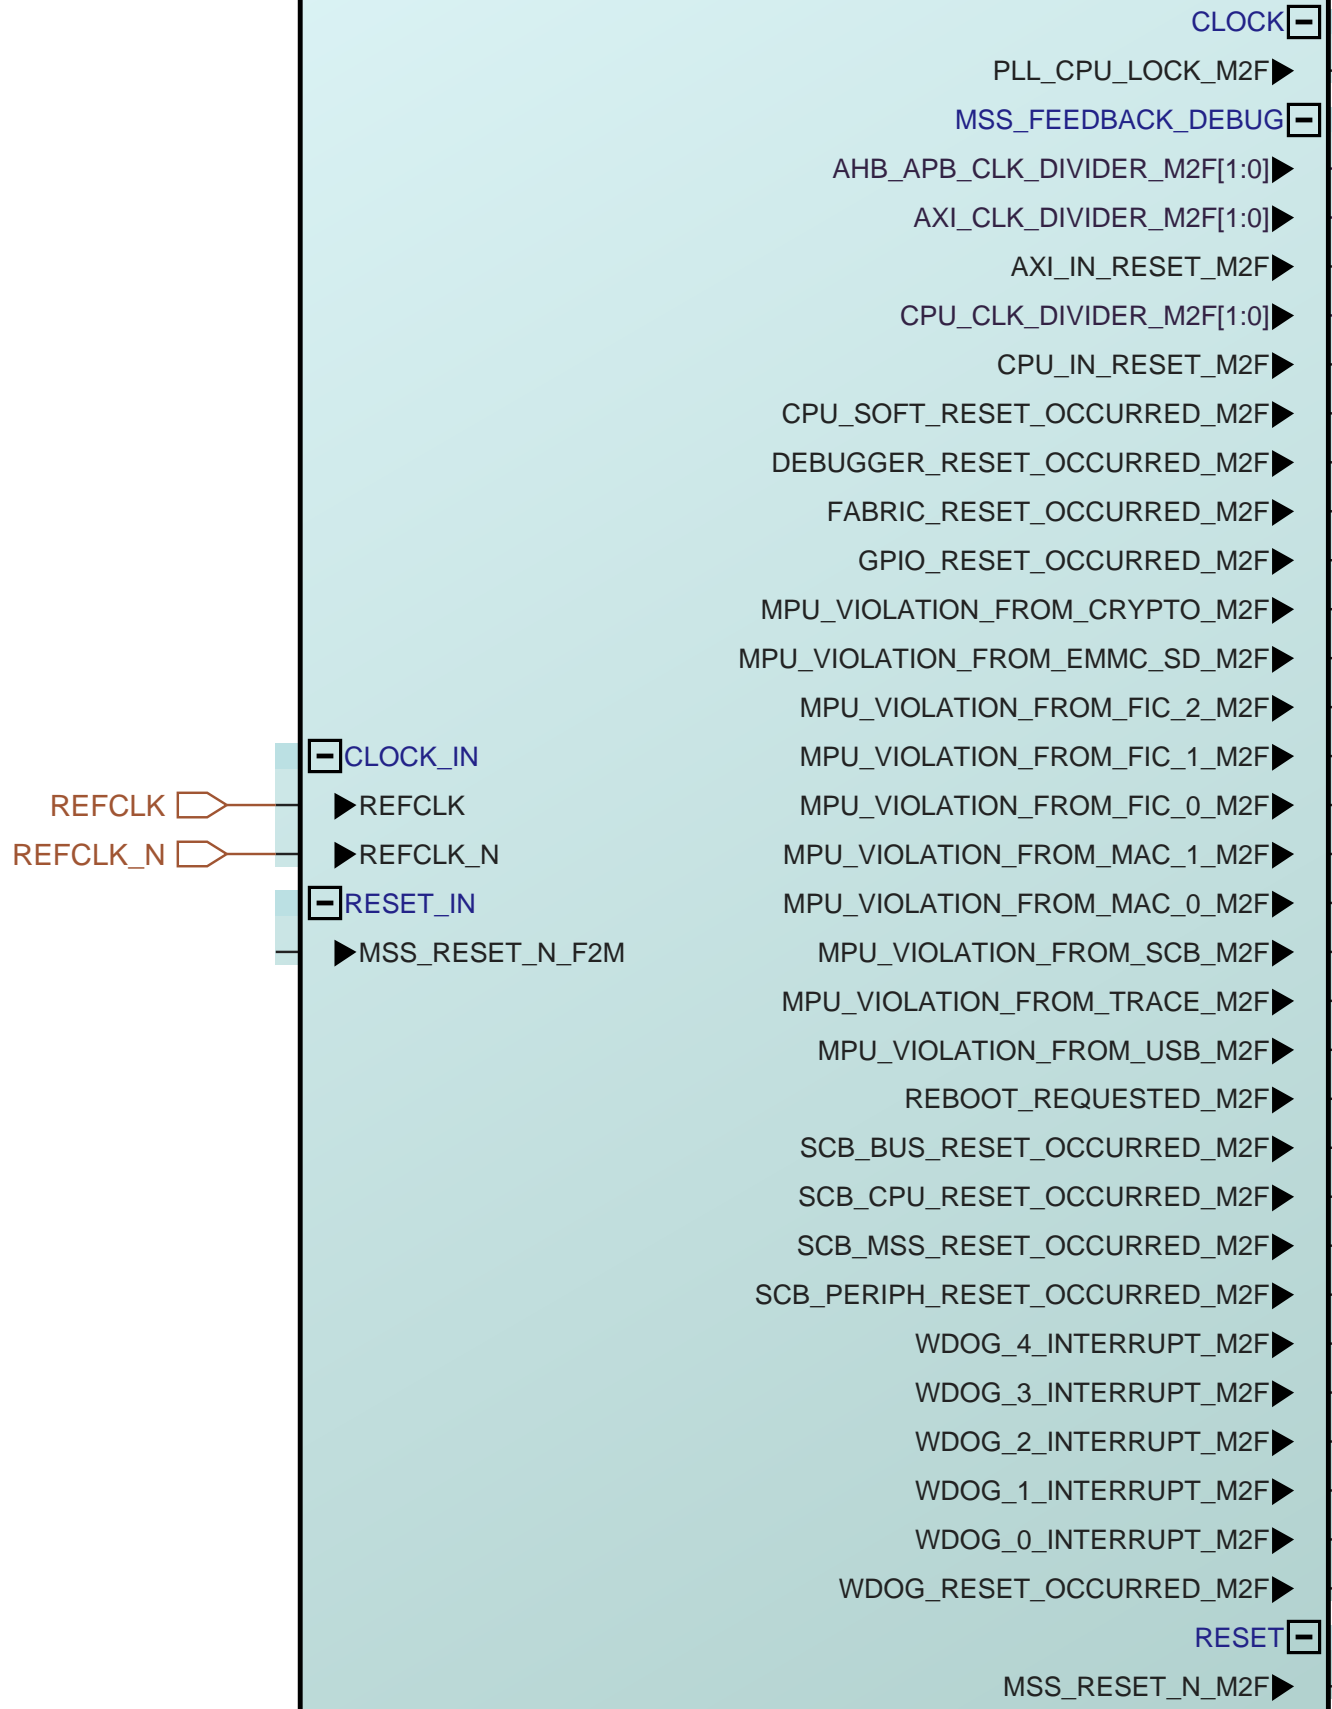 CLOCK
PLL_CPU_LOCK_M2F
MSS_FEEDBACK_DEBUG
AHB_APB_CLK_DIVIDER_M2F[1:0]
AXI_CLK_DIVIDER_M2F[1:0]
AXI_IN_RESET_M2F
CPU_CLK_DIVIDER_M2F[1:0]
CPU_IN_RESET_M2F
CPU_SOFT_RESET_OCCURRED_M2F
DEBUGGER_RESET_OCCURRED_M2F
FABRIC_RESET_OCCURRED_M2F
GPIO_RESET_OCCURRED_M2F
MPU_VIOLATION_FROM_CRYPTO_M2F
MPU_VIOLATION_FROM_EMMC_SD_M2F
MPU_VIOLATION_FROM_FIC_2_M2F
CLOCK_IN MPU_VIOLATION_FROM_FIC_1_M2F
REFCLK REFCLK MPU_VIOLATION_FROM_FIC_0_M2F
REFCLK_N REFCLK_N MPU_VIOLATION_FROM_MAC_1_M2F
RESET_IN MPU_VIOLATION_FROM_MAC_0_M2F
MSS_RESET_N_F2M MPU_VIOLATION_FROM_SCB_M2F
MPU_VIOLATION_FROM_TRACE_M2F
MPU_VIOLATION_FROM_USB_M2F
REBOOT_REQUESTED_M2F
SCB_BUS_RESET_OCCURRED_M2F
SCB_CPU_RESET_OCCURRED_M2F
SCB_MSS_RESET_OCCURRED_M2F
SCB_PERIPH_RESET_OCCURRED_M2F
WDOG_4_INTERRUPT_M2F
WDOG_3_INTERRUPT_M2F
WDOG_2_INTERRUPT_M2F
WDOG_1_INTERRUPT_M2F
WDOG_0_INTERRUPT_M2F
WDOG_RESET_OCCURRED_M2F
RESET
MSS_RESET_N_M2F